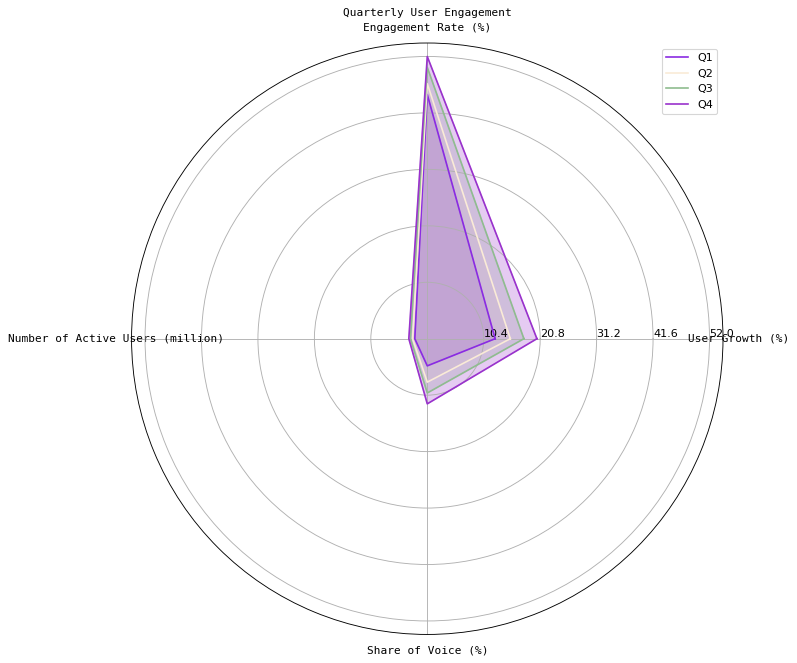 Quarterly User Engagement
Engagement Rate (%)
Q1
Q2
Q3
Q4
Number of Active Users (million)
10.4
20.8
31.2
41.6
52.0
User Growth (%)
Share of Voice (%)